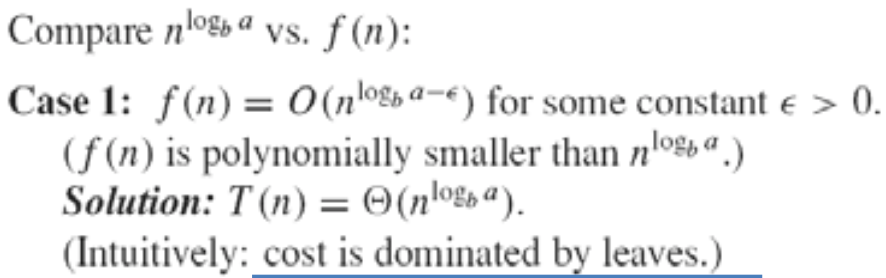 Compare n^{log_b a} vs. f(n):
Case 1: f(n) = O(n^{log_b a−ϵ}) for some constant ϵ > 0.
(f(n) is polynomially smaller than n^{log_b a}.)
Solution: T(n) = Θ(n^{log_b a}).
(Intuitively: cost is dominated by leaves.)